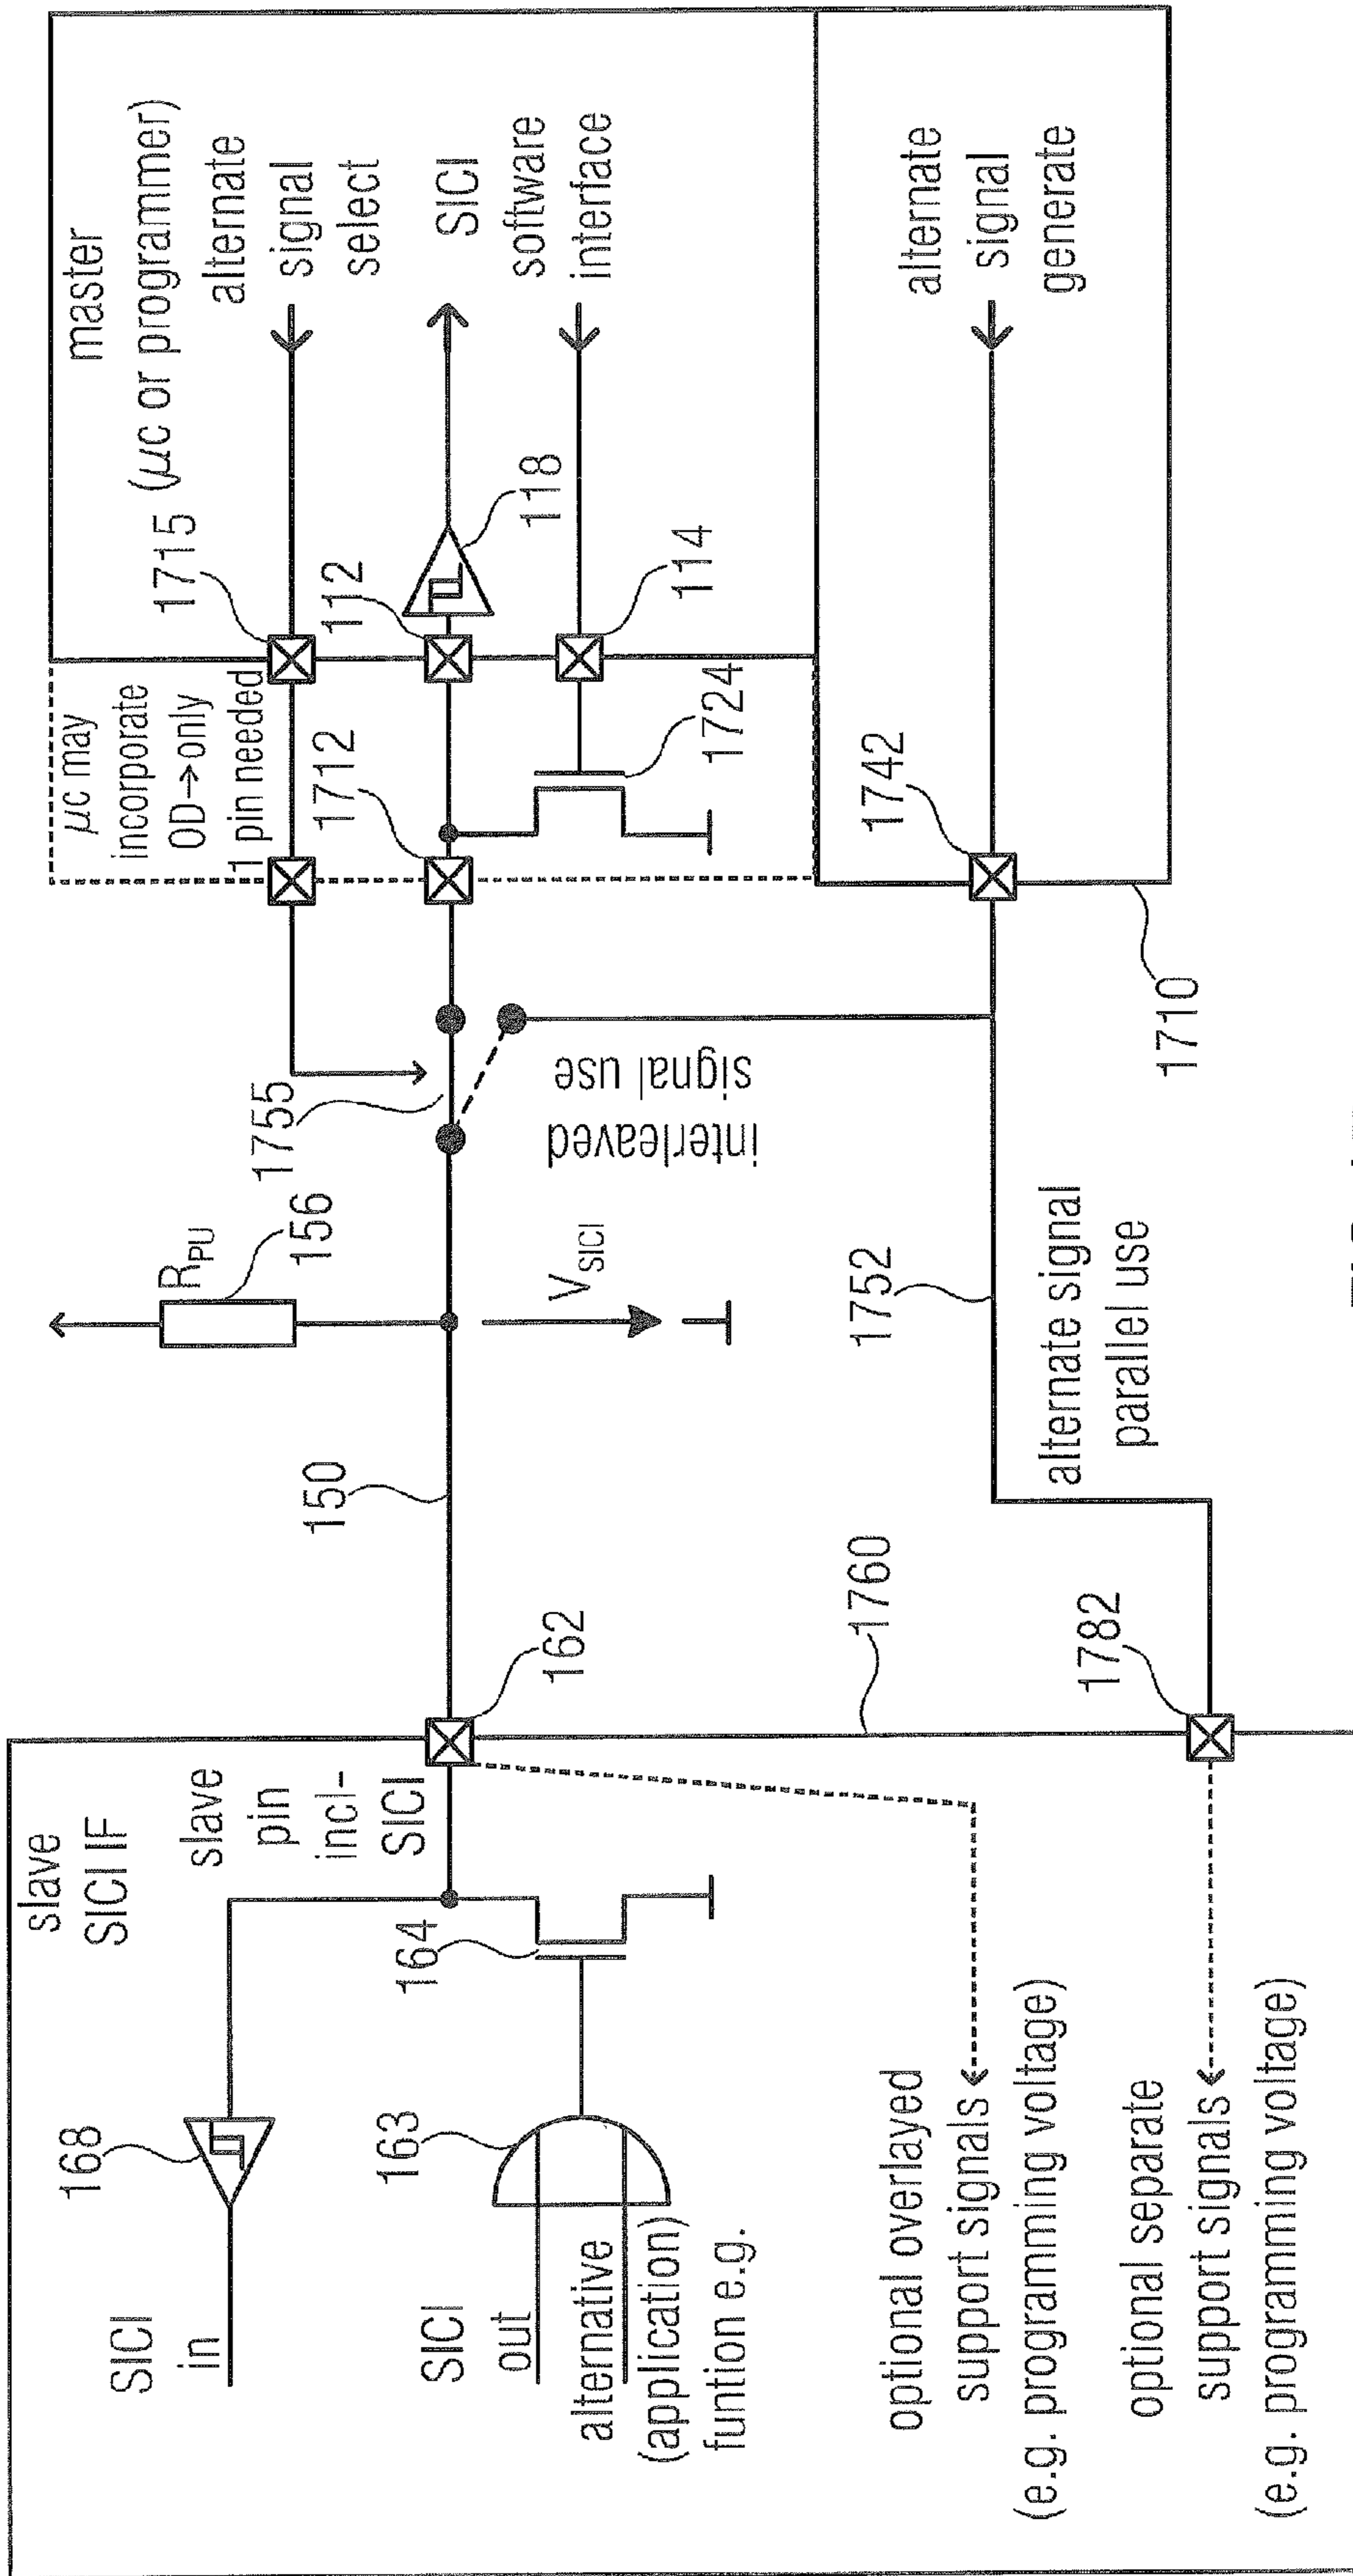 slave
SICI IF
168
SICI
in
slave
pin
incl-
SICI
162
164
163
SICI
out
alternative
(application)
funtion e.g.
optional overlayed
support signals
(e.g. programming voltage)
optional separate
support signals
(e.g. programming voltage)
1760
1782
150
RPU
156
VSICI
1755
interleaved
signal use
1752
alternate signal
parallel use
master
(µc or programmer)
1715
alternate
signal
select
112
SICI
software
interface
118
114
µc may
incorporate
OD→only
1 pin needed
1712
1724
1742
alternate
signal
generate
1710